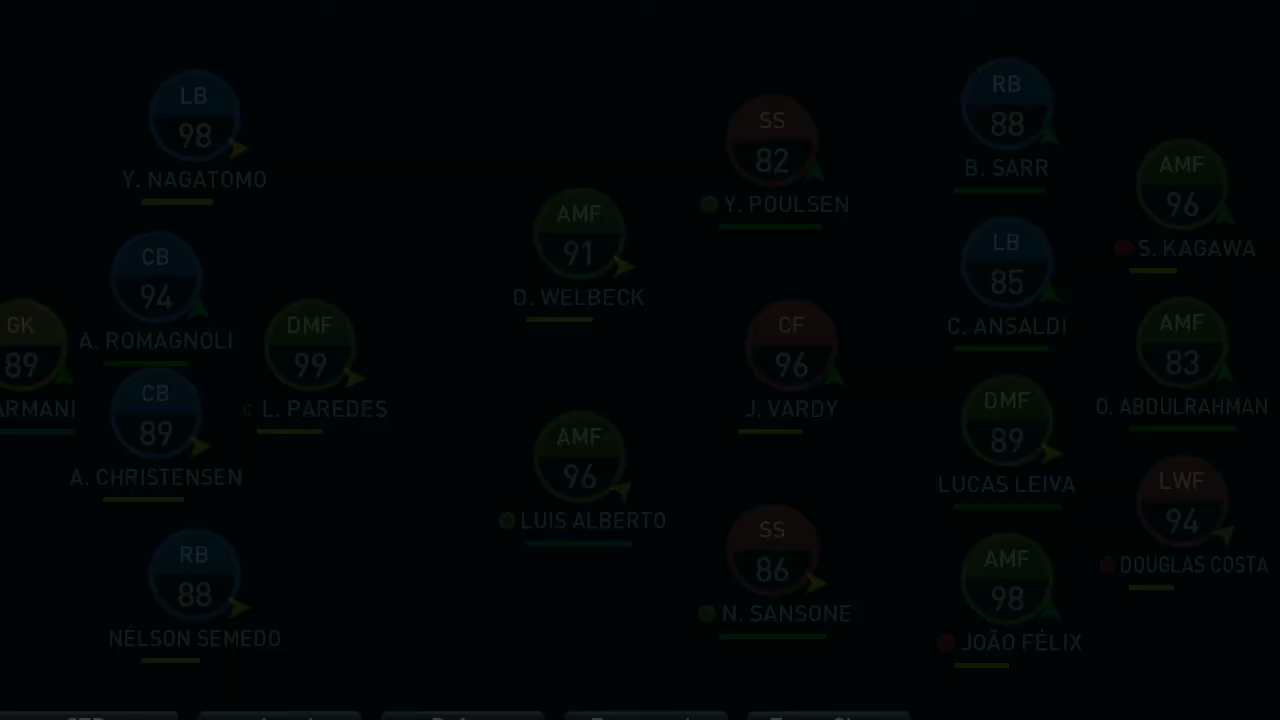 LB
98
Y. NAGATOMO
CB
94
A. ROMAGNOLI
GK
89
ARMANI
CB
89
A. CHRISTENSEN
RB
88
NÉLSON SEMEDO
DMF
99
C L. PAREDES
AMF
91
D. WELBECK
AMF
96
LUIS ALBERTO
SS
82
Y. POULSEN
CF
96
J. VARDY
SS
86
N. SANSONE
RB
88
B. SARR
LB
85
C. ANSALDI
DMF
89
LUCAS LEIVA
AMF
98
JOÃO FÉLIX
AMF
96
S. KAGAWA
AMF
83
O. ABDULRAHMAN
LWF
94
DOUGLAS COSTA